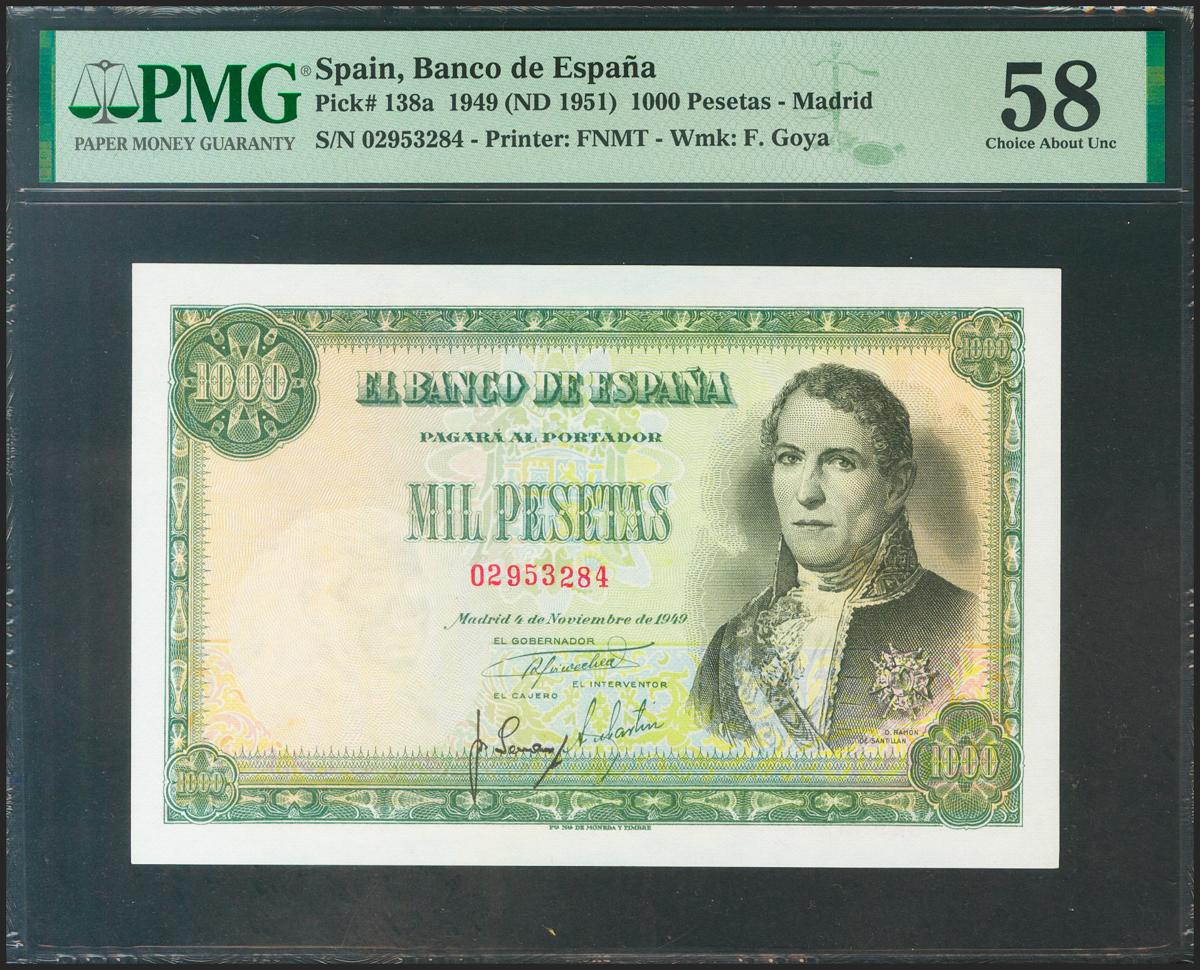 PMG®
PAPER MONEY GUARANTY
Spain, Banco de España
Pick# 138a 1949 (ND 1951) 1000 Pesetas - Madrid
S/N 02953284 - Printer: FNMT - Wmk: F. Goya
58
Choice About Unc
1000
1000
EL BANCO DE ESPAÑA
PAGARÁ AL PORTADOR
MIL PESETAS
02953284
Madrid 4 de Noviembre de 1949
EL GOBERNADOR
EL INTERVENTOR
EL CAJERO
D. RAMON
DE SANTILLAN
1000
1000
Fca. Nal. DE MONEDA Y TIMBRE